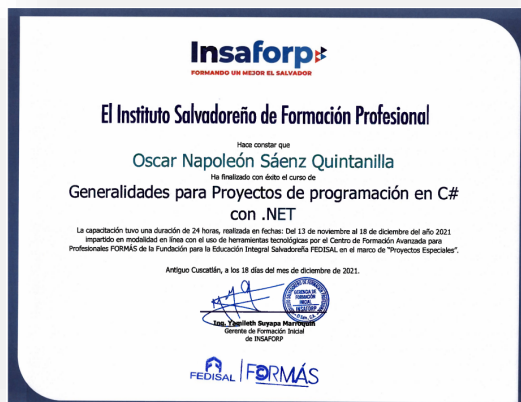 Insaforp
FORMANDO UN MEJOR EL SALVADOR
El Instituto Salvadoreño de Formación Profesional
Hace constar que
Oscar Napoleón Sáenz Quintanilla
Ha finalizado con éxito el curso de
Generalidades para Proyectos de programación en C#
con .NET
La capacitación tuvo una duración de 24 horas, realizada en fechas: Del 13 de noviembre al 18 de diciembre del año 2021
impartido en modalidad en línea con el uso de herramientas tecnológicas por el Centro de Formación Avanzada para
Profesionales FORMÁS de la Fundación para la Educación Integral Salvadoreña FEDISAL en el marco de "Proyectos Especiales".
Antiguo Cuscatlán, a los 18 días del mes de diciembre de 2021.
GERENCIA DE
FORMACIÓN
INICIAL
INSAFORP
Ing. Yamileth Suyapa Marroquín
Gerente de Formación Inicial
de INSAFORP
FEDISAL FORMÁS